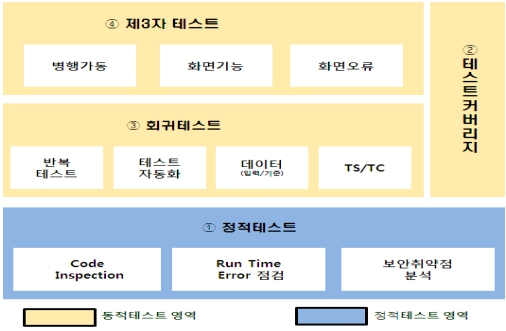 ④ 제3자 테스트
병행가동
화면기능
화면오류
② 테스트커버리지
③ 회귀테스트
반복
테스트
테스트
자동화
데이터
(입력/기준)
TS/TC
① 정적테스트
Code
Inspection
Run Time
Error 점검
보안취약점
분석
동적테스트 영역
정적테스트 영역